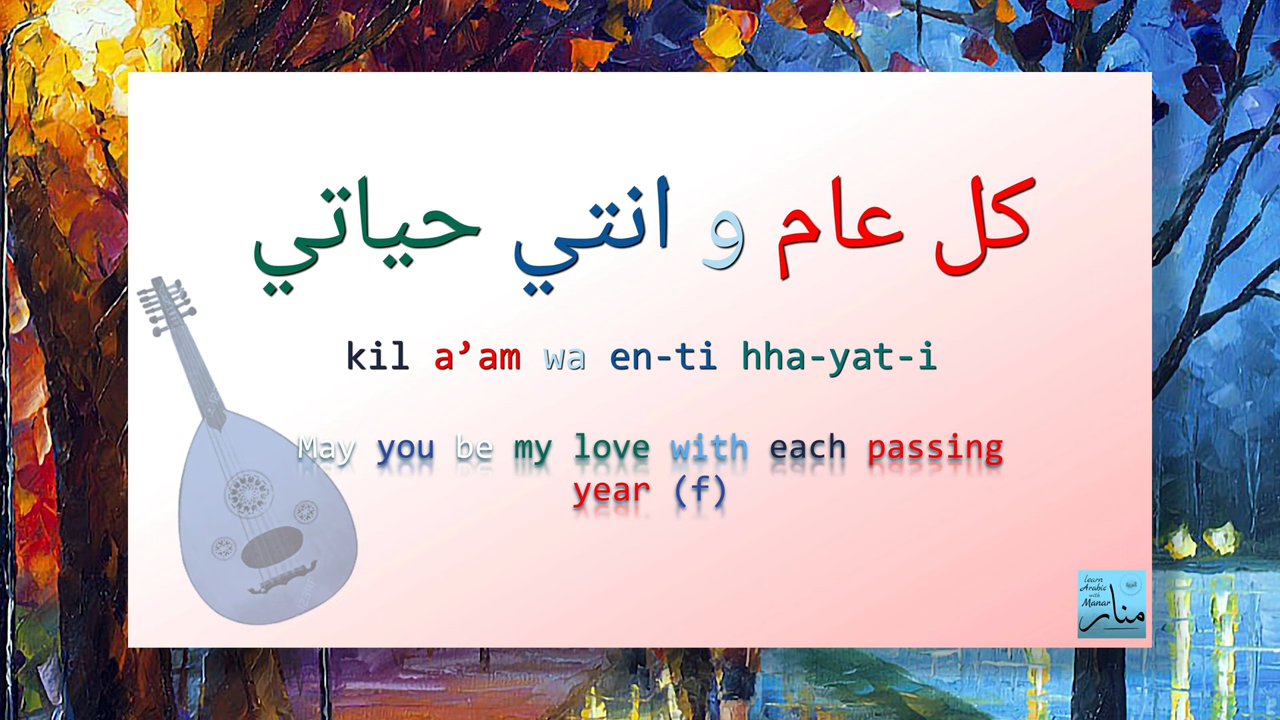 كل عام و انتي حياتي
kil a’am wa en-ti hha-yat-i
May you be my love with each passing
year (f)
learn
Arabic
with
Manar
منار